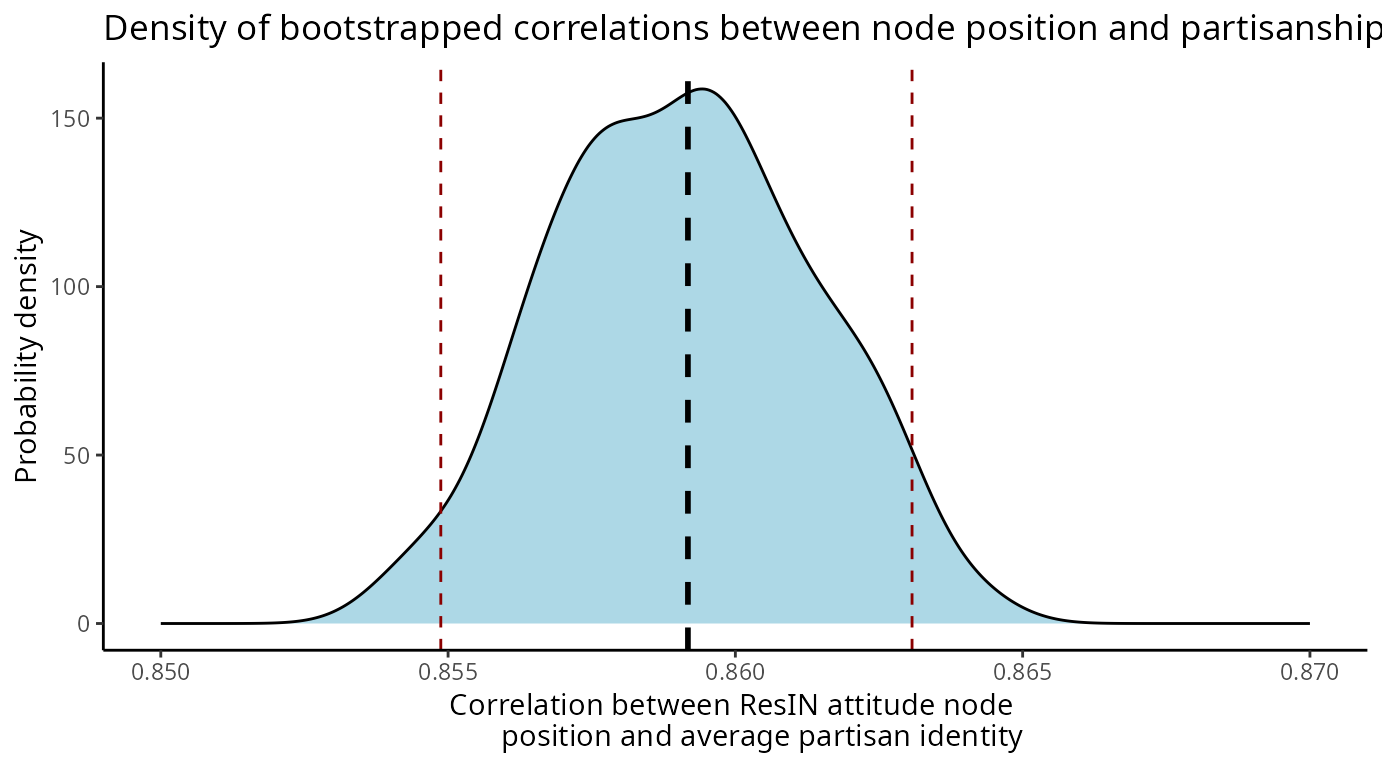 Density of bootstrapped correlations between node position and partisanship
Probability density
150
100
50
0
0.850 0.855 0.860 0.865 0.870
Correlation between ResIN attitude node
position and average partisan identity